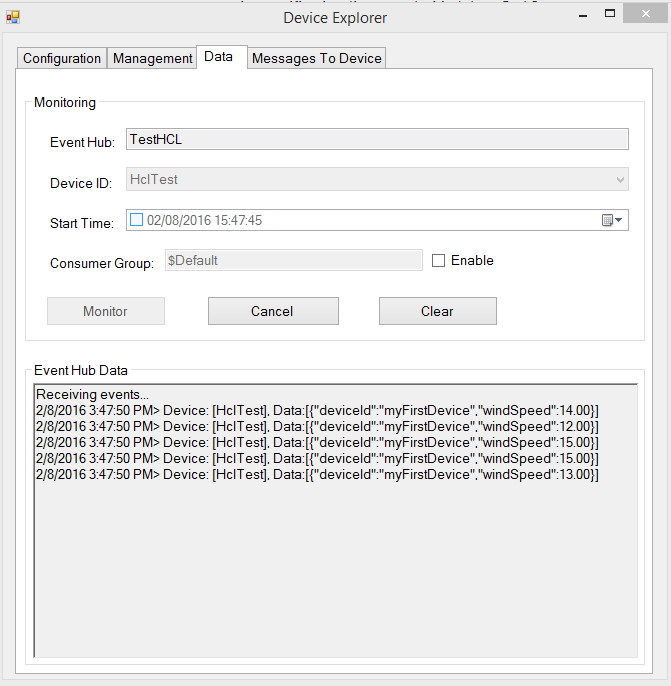 Device Explorer
Configuration Management Data Messages To Device
Monitoring
Event Hub: TestHCL
Device ID: HclTest
Start Time: 02/08/2016 15:47:45
Consumer Group: $Default Enable
Monitor Cancel Clear
Event Hub Data
Receiving events...
2/8/2016 3:47:50 PM> Device: [HclTest], Data:[{"deviceId":"myFirstDevice","windSpeed":14.00}]
2/8/2016 3:47:50 PM> Device: [HclTest], Data:[{"deviceId":"myFirstDevice","windSpeed":12.00}]
2/8/2016 3:47:50 PM> Device: [HclTest], Data:[{"deviceId":"myFirstDevice","windSpeed":15.00}]
2/8/2016 3:47:50 PM> Device: [HclTest], Data:[{"deviceId":"myFirstDevice","windSpeed":15.00}]
2/8/2016 3:47:50 PM> Device: [HclTest], Data:[{"deviceId":"myFirstDevice","windSpeed":13.00}]